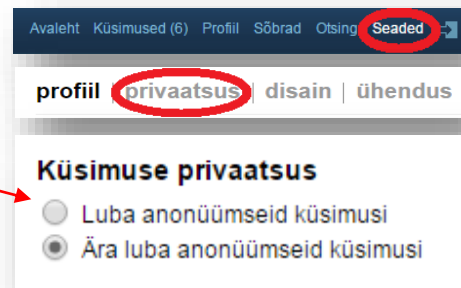 Avaleht Küsimused (6) Profiil Sõbrad Otsing Seaded
profiil | privaatsus | disain | ühendus
Küsimuse privaatsus
Luba anonüümseid küsimusi
Ära luba anonüümseid küsimusi